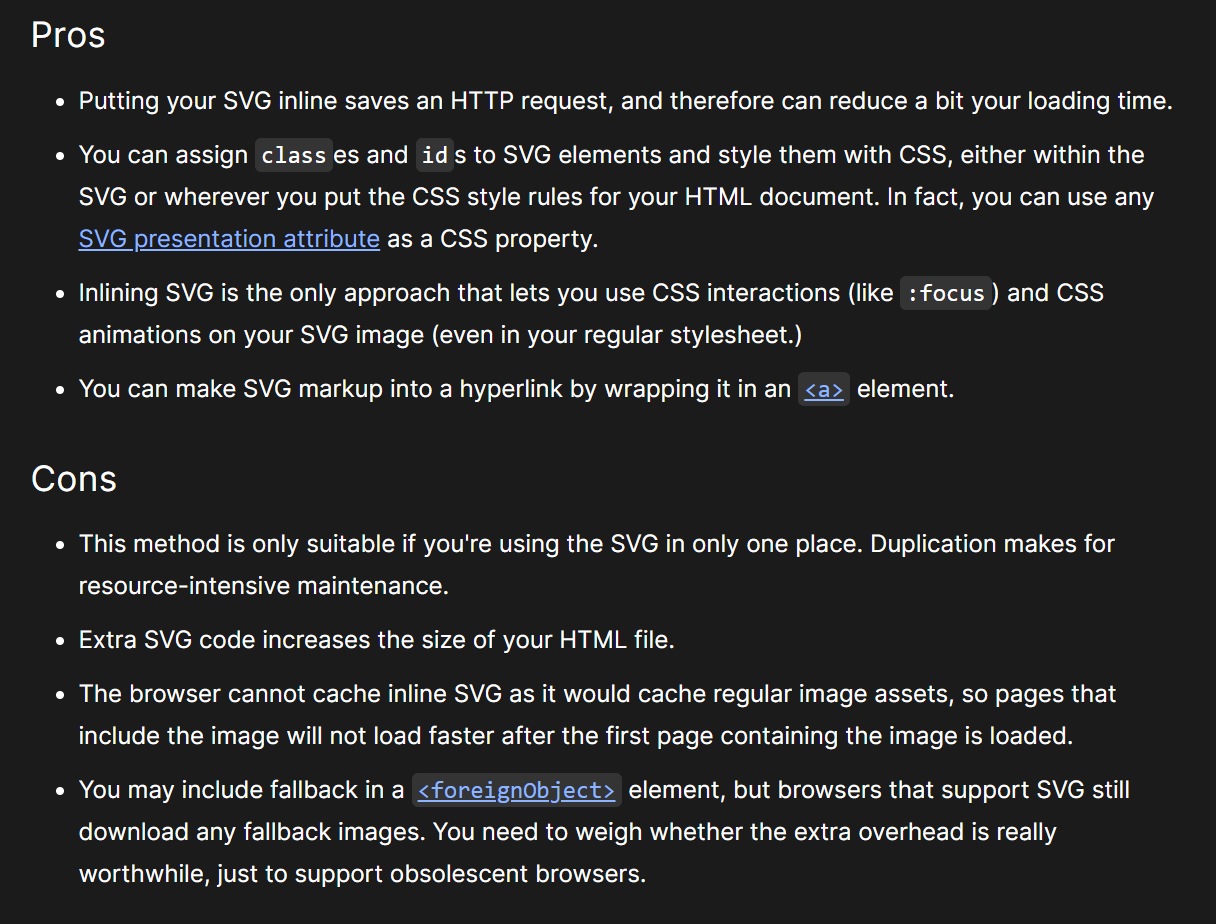 Pros
• Putting your SVG inline saves an HTTP request, and therefore can reduce a bit your loading time.
• You can assign classes and ids to SVG elements and style them with CSS, either within the
SVG or wherever you put the CSS style rules for your HTML document. In fact, you can use any
SVG presentation attribute as a CSS property.
• Inlining SVG is the only approach that lets you use CSS interactions (like :focus) and CSS
animations on your SVG image (even in your regular stylesheet.)
• You can make SVG markup into a hyperlink by wrapping it in an <a> element.
Cons
• This method is only suitable if you're using the SVG in only one place. Duplication makes for
resource-intensive maintenance.
• Extra SVG code increases the size of your HTML file.
• The browser cannot cache inline SVG as it would cache regular image assets, so pages that
include the image will not load faster after the first page containing the image is loaded.
• You may include fallback in a <foreignObject> element, but browsers that support SVG still
download any fallback images. You need to weigh whether the extra overhead is really
worthwhile, just to support obsolescent browsers.